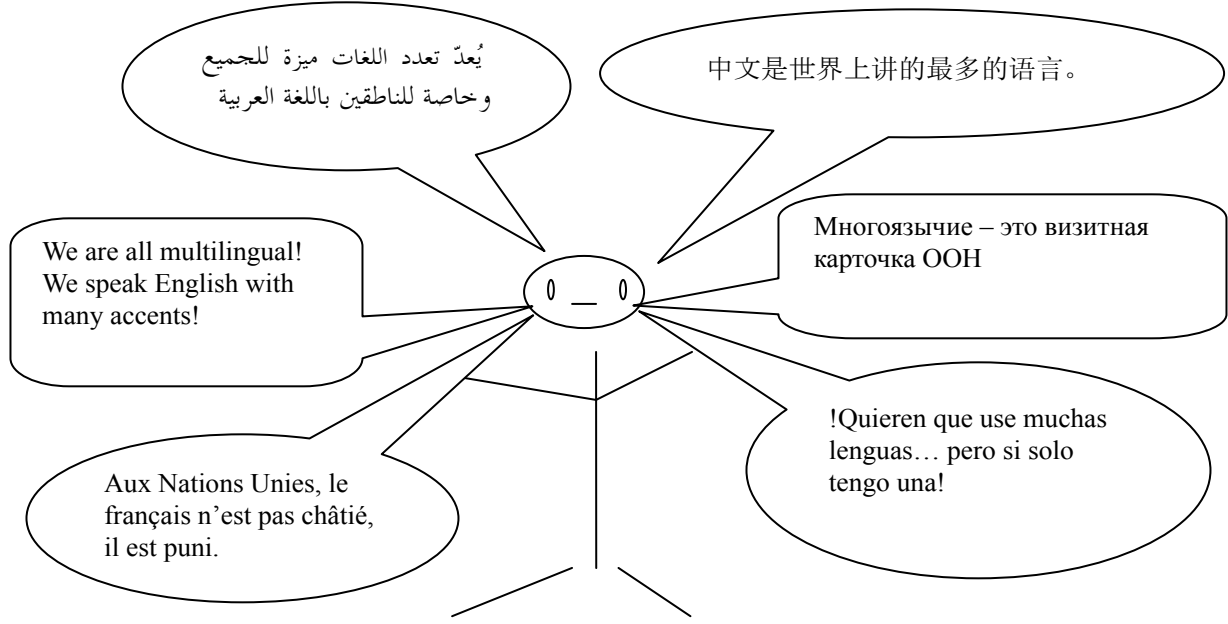 يُعدّ تعدد اللغات ميزة للجميع
وخاصة للناطقين باللغة العربية
中文是世界上讲的最多的语言。
We are all multilingual!
We speak English with
many accents!
Многоязычие – это визитная
карточка ООН
Aux Nations Unies, le
français n’est pas châtié,
il est puni.
!Quieren que use muchas
lenguas… pero si solo
tengo una!